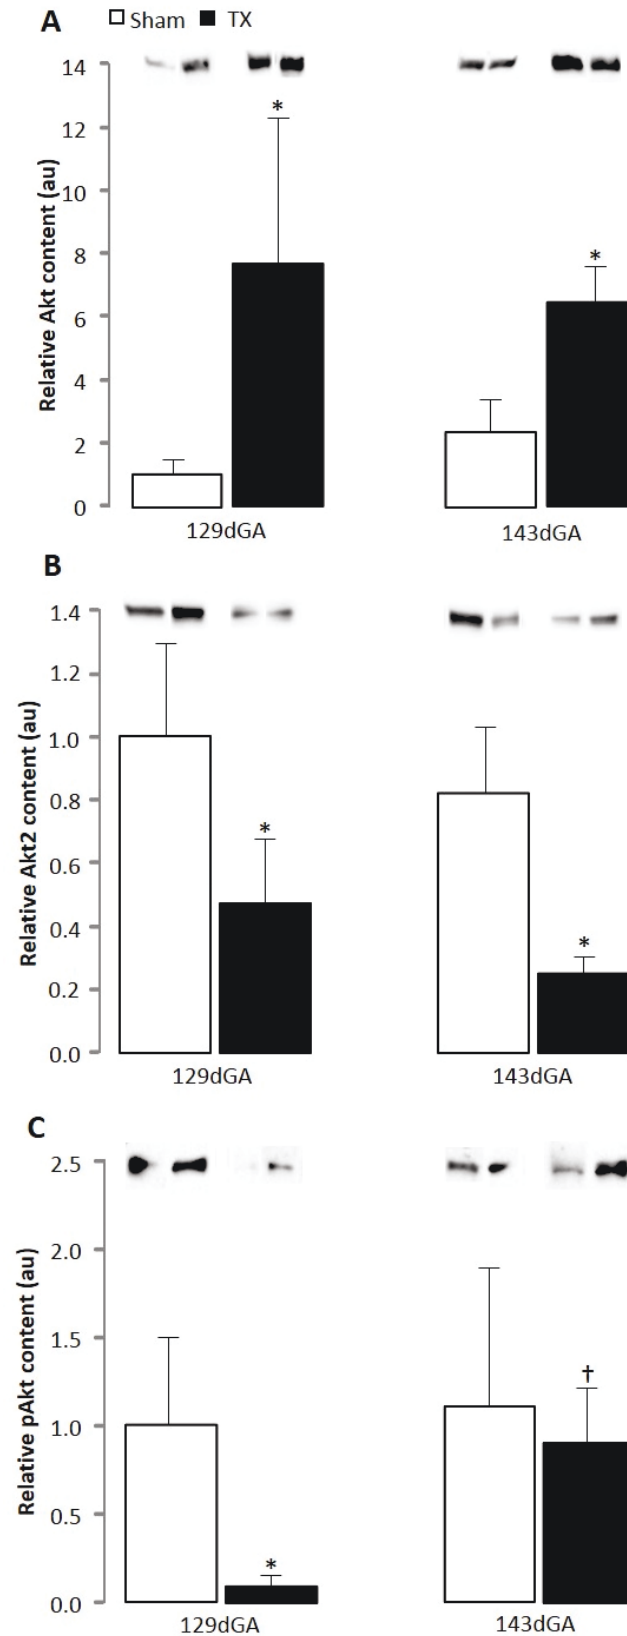 A
Sham TX
14
12
10
8
6
4
2
0
Relative Akt content (au)
*
*
129dGA 143dGA
B
1.4
1.2
1.0
0.8
0.6
0.4
0.2
0.0
Relative Akt2 content (au)
*
*
129dGA 143dGA
C
2.5
2.0
1.5
1.0
0.5
0.0
Relative pAkt content (au)
*
†
129dGA 143dGA